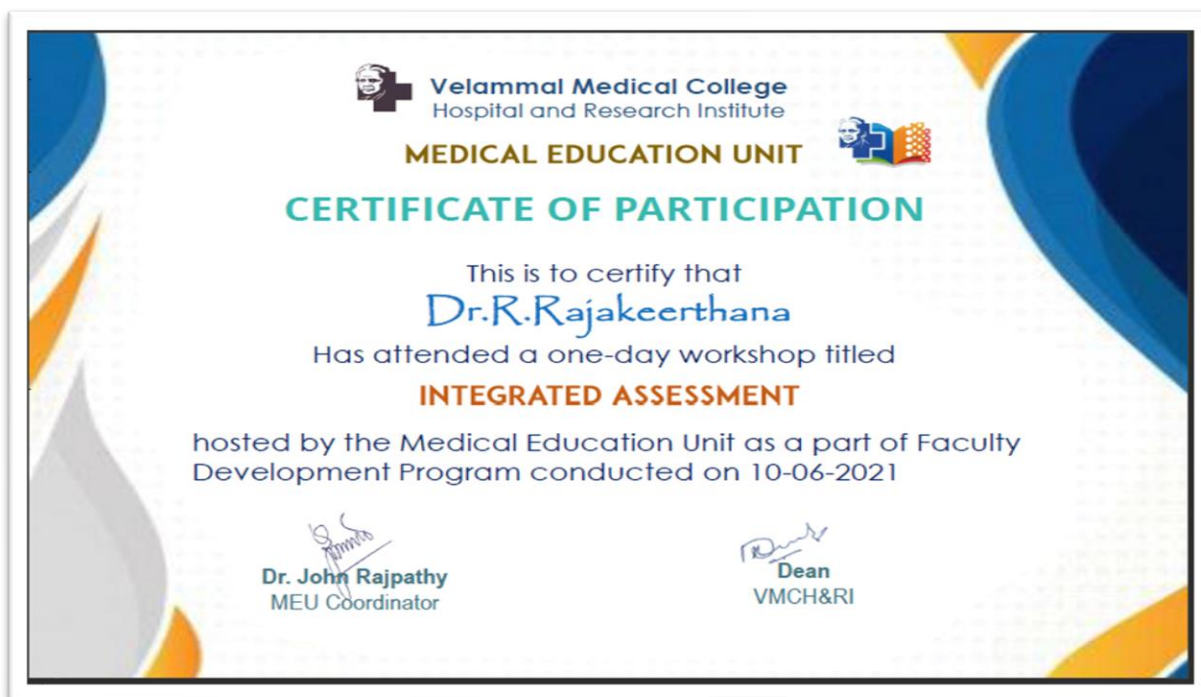 Velammal Medical College
Hospital and Research Institute
MEDICAL EDUCATION UNIT
CERTIFICATE OF PARTICIPATION
This is to certify that
Dr.R.Rajakeerthana
Has attended a one-day workshop titled
INTEGRATED ASSESSMENT
hosted by the Medical Education Unit as a part of Faculty
Development Program conducted on 10-06-2021
Dr. John Rajpathy
MEU Coordinator
Dean
VMCH&RI